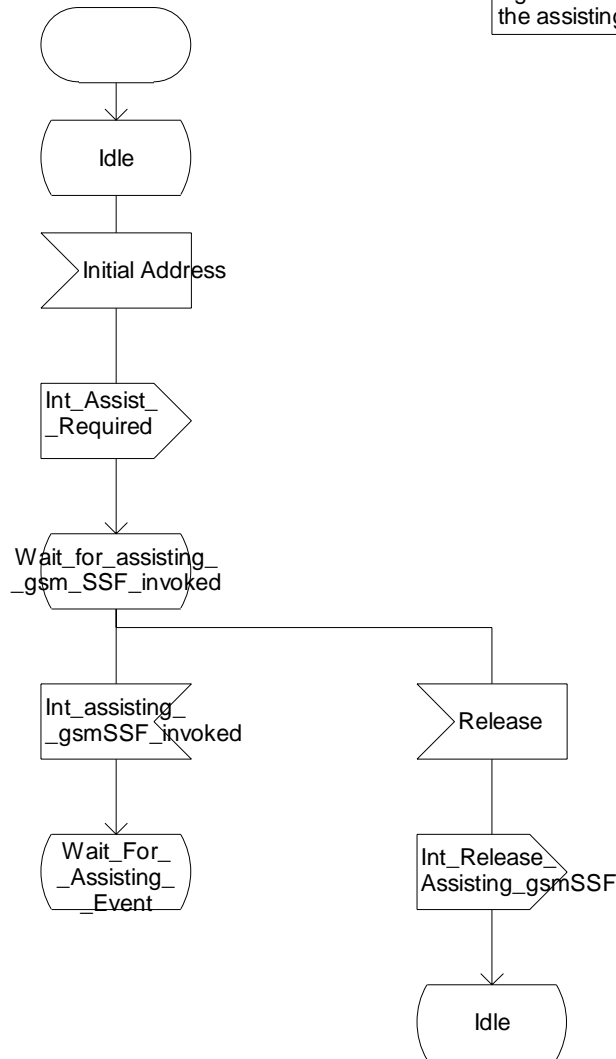 the assisting
Idle
Initial Address
Int_Assist_
_Required
Wait_for_assisting_
_gsm_SSF_invoked
Int_assisting_
_gsmSSF_invoked
Release
Wait_For_
_Assisting_
_Event
Int_Release_
Assisting_gsmSSF
Idle